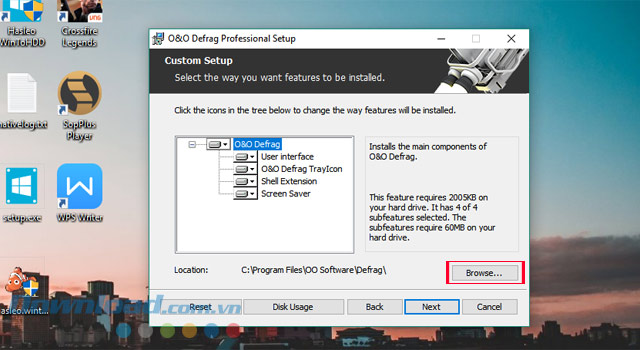 Hasleo
WinToHDD
Crossfire
Legends
nativelog.txt
SopPlus
Player
setup.exe
WPS Writer
asleo.wint...
O&O Defrag Professional Setup
Custom Setup
Select the way you want features to be installed.
Click the icons in the tree below to change the way features will be installed.
O&O Defrag
User interface
O&O Defrag TrayIcon
Shell Extension
Screen Saver
Installs the main components of
O&O Defrag.
This feature requires 2005KB on
your hard drive. It has 4 of 4
subfeatures selected. The
subfeatures require 60MB on your
hard drive.
Location: C:\Program Files\OO Software\Defrag\
Browse...
Reset Disk Usage Back Next Cancel
Download.com.vn